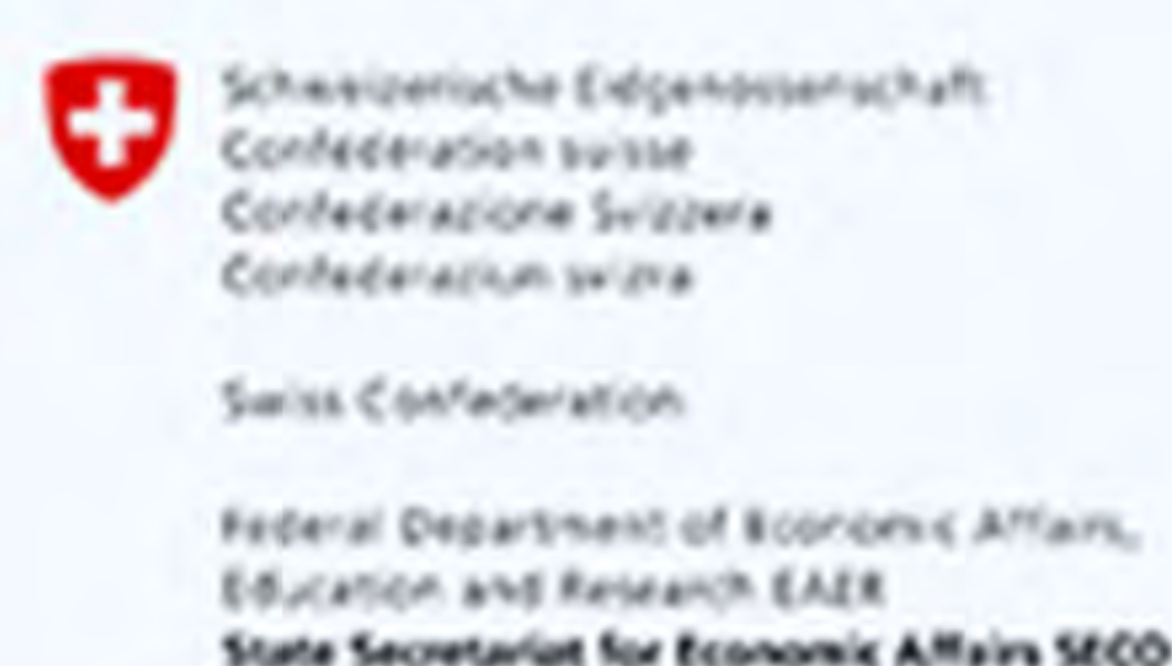 Schweizerische Eidgenossenschaft
Confédération suisse
Confederazione Svizzera
Confederaziun svizra
Swiss Confederation
Federal Department of Economic Affairs,
Education and Research EAER
State Secretariat for Economic Affairs SECO